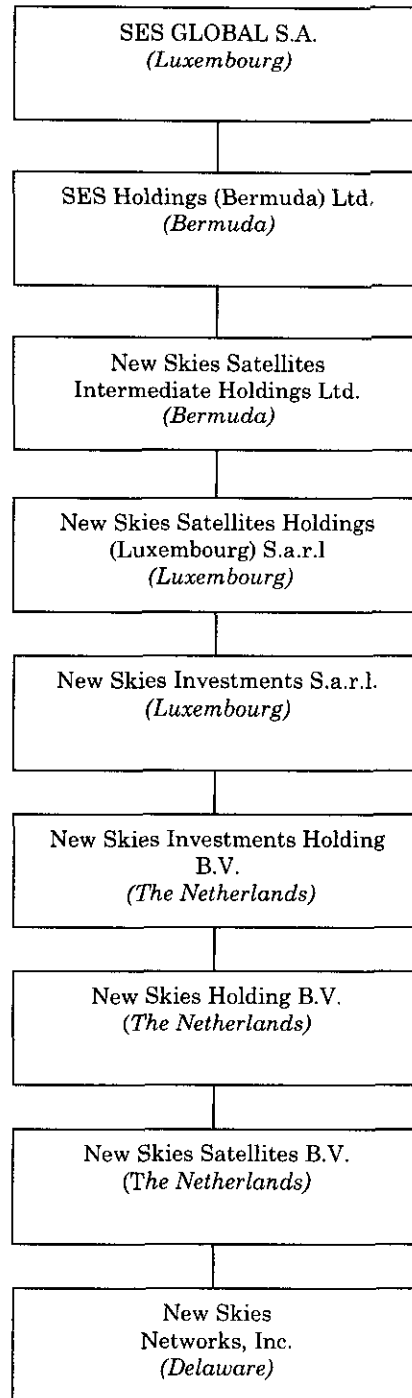 SES GLOBAL S.A.
(Luxembourg)
SES Holdings (Bermuda) Ltd.
(Bermuda)
New Skies Satellites
Intermediate Holdings Ltd.
(Bermuda)
New Skies Satellites Holdings
(Luxembourg) S.a.r.l
(Luxembourg)
New Skies Investments S.a.r.l.
(Luxembourg)
New Skies Investments Holding
B.V.
(The Netherlands)
New Skies Holding B.V.
(The Netherlands)
New Skies Satellites B.V.
(The Netherlands)
New Skies
Networks, Inc.
(Delaware)